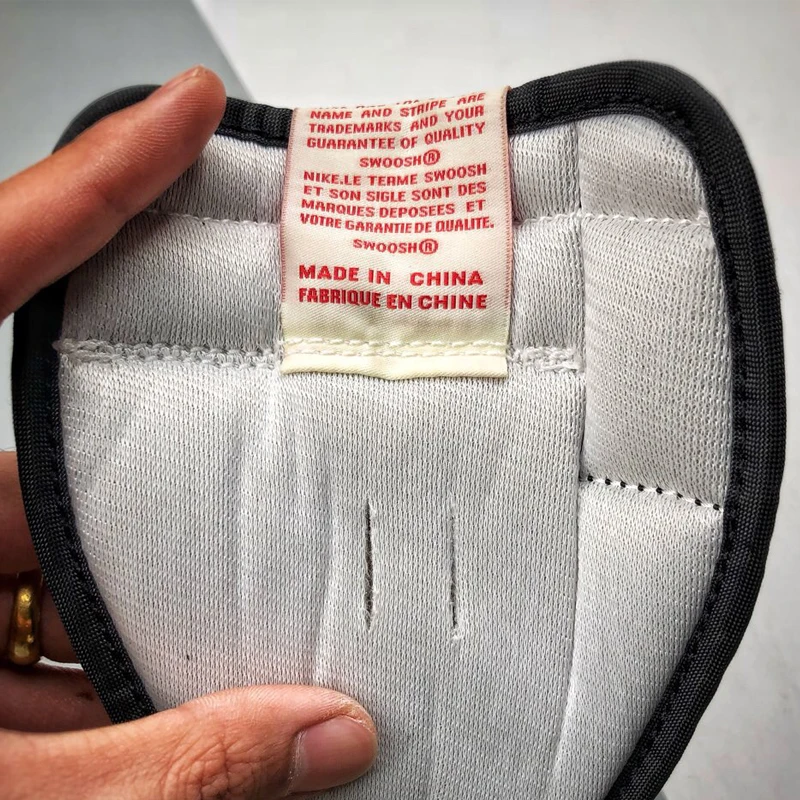 NAME AND STRIPE ARE
TRADEMARKS AND YOUR
GUARANTEE OF QUALITY
SWOOSH®
NIKE.LE TERME SWOOSH
ET SON SIGLE SONT DES
MARQUES DEPOSEES ET
VOTRE GARANTIE DE QUALITE.
SWOOSH®
MADE IN CHINA
FABRIQUE EN CHINE